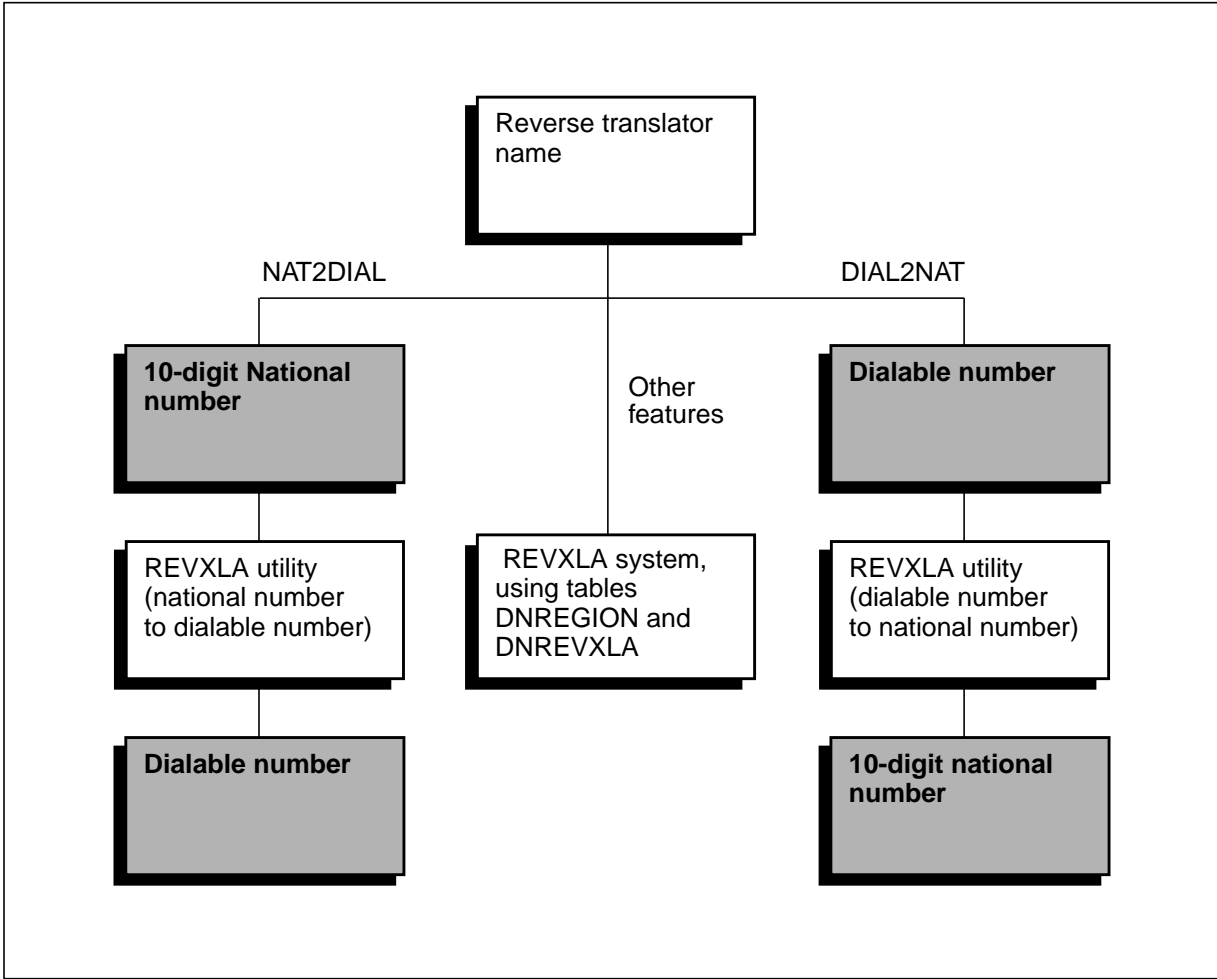 Reverse translator
name
NAT2DIAL
DIAL2NAT
10-digit National
number
Other
features
Dialable number
REVXLA utility
(national number
to dialable number)
REVXLA system,
using tables
DNREGION and
DNREVXLA
REVXLA utility
(dialable number
to national number)
Dialable number
10-digit national
number